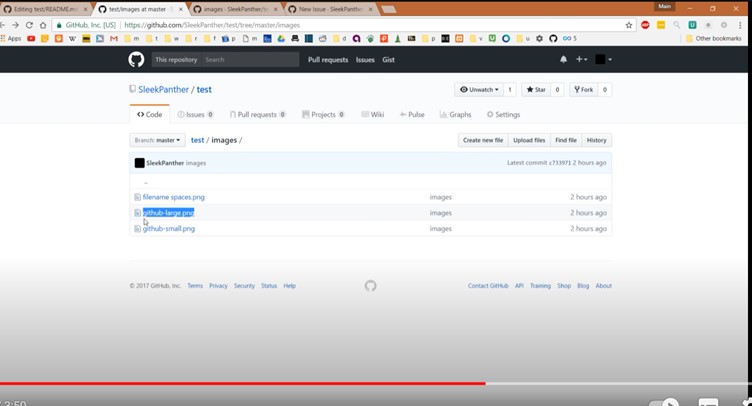 Main
Editing test/README.m
test/images at master
images · SleekPanther/te
New Issue · SleekPanthe
GitHub, Inc. [US] https://github.com/SleekPanther/test/tree/master/images
Apps m t w r f p m d a p v U u 5 Other bookmarks
This repository Search Pull requests Issues Gist
SleekPanther / test Unwatch 1 Star 0 Fork 0
Code Issues 0 Pull requests 0 Projects 0 Wiki Pulse Graphs Settings
Branch: master test / images / Create new file Upload files Find file History
SleekPanther images Latest commit c733971 2 hours ago
..
filename spaces.png images 2 hours ago
github-large.png images 2 hours ago
github-small.png images 2 hours ago
© 2017 GitHub, Inc. Terms Privacy Security Status Help Contact GitHub API Training Shop Blog About